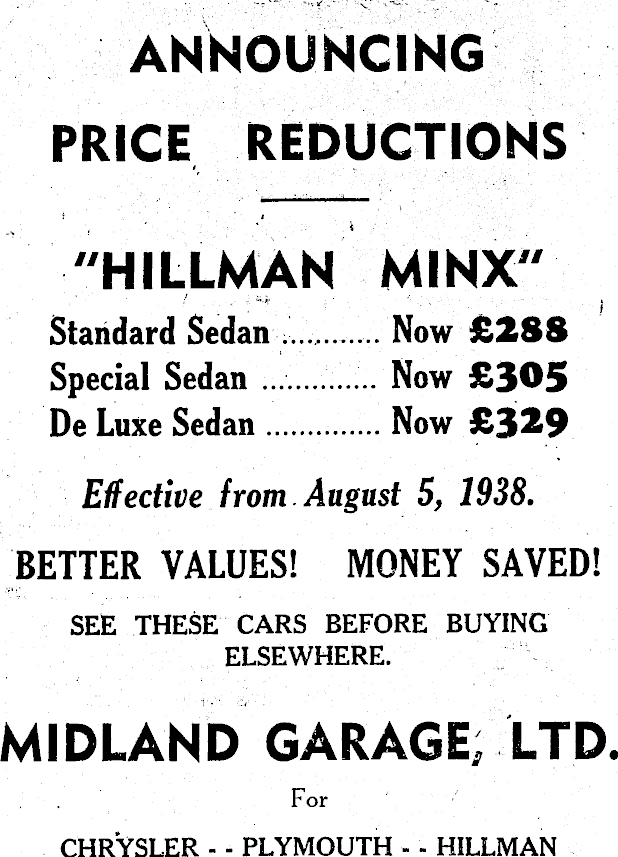 ANNOUNCING
PRICE REDUCTIONS
"HILLMAN MINX"
Standard Sedan ............ Now £288
Special Sedan .............. Now £305
De Luxe Sedan .............. Now £329
Effective from August 5, 1938.
BETTER VALUES! MONEY SAVED!
SEE THESE CARS BEFORE BUYING
ELSEWHERE.
MIDLAND GARAGE, LTD.
For
CHRYSLER - - PLYMOUTH - - HILLMAN